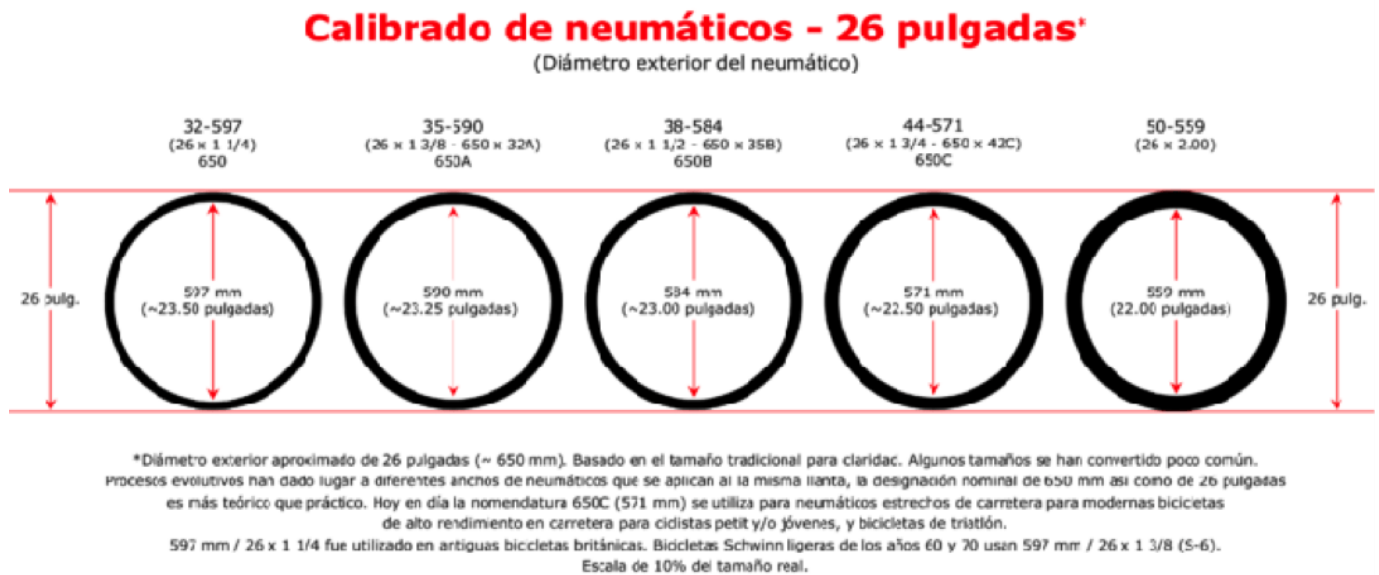 Calibrado de neumáticos - 26 pulgadas*
(Diámetro exterior del neumático)
32-597
(26 x 1 1/4)
650
35-590
(26 x 1 3/8 - 650 x 32A)
650A
38-584
(26 x 1 1/2 - 650 x 35B)
650B
44-571
(26 x 1 3/4 - 650 x 42C)
650C
50-559
(26 x 2.00)
26 pulg.
597 mm
(~23.50 pulgadas)
590 mm
(~23.25 pulgadas)
584 mm
(~23.00 pulgadas)
571 mm
(~22.50 pulgadas)
559 mm
(22.00 pulgadas)
26 pulg.
*Diámetro exterior aproximado de 26 pulgadas (~ 650 mm). Basado en el tamaño tradicional para claridac. Algunos tamaños se han convertido poco común.
Procesos evolutivos han dado lugar a diferentes anchos de neumáticos que se aplican al la misma llanta, la designación nominal de 650 mm asi como de 26 pulgadas
es más teórico que práctico. Hoy en día la nomendatura 650C (571 mm) se utiliza para neumáticos estrechos de carretera para modernas bicicletas
de alto rendimiento en carretera para ciclistas petit y/o jóvenes, y bicicletas de triatlón.
597 mm / 26 x 1 1/4 fue utilizado en antiguas bicicletas británicas. Bicicletas Schwinn ligeras de los años 60 y 70 usan 597 mm / 26 x 1 3/8 (S-6).
Escala de 10% del tamaño real.